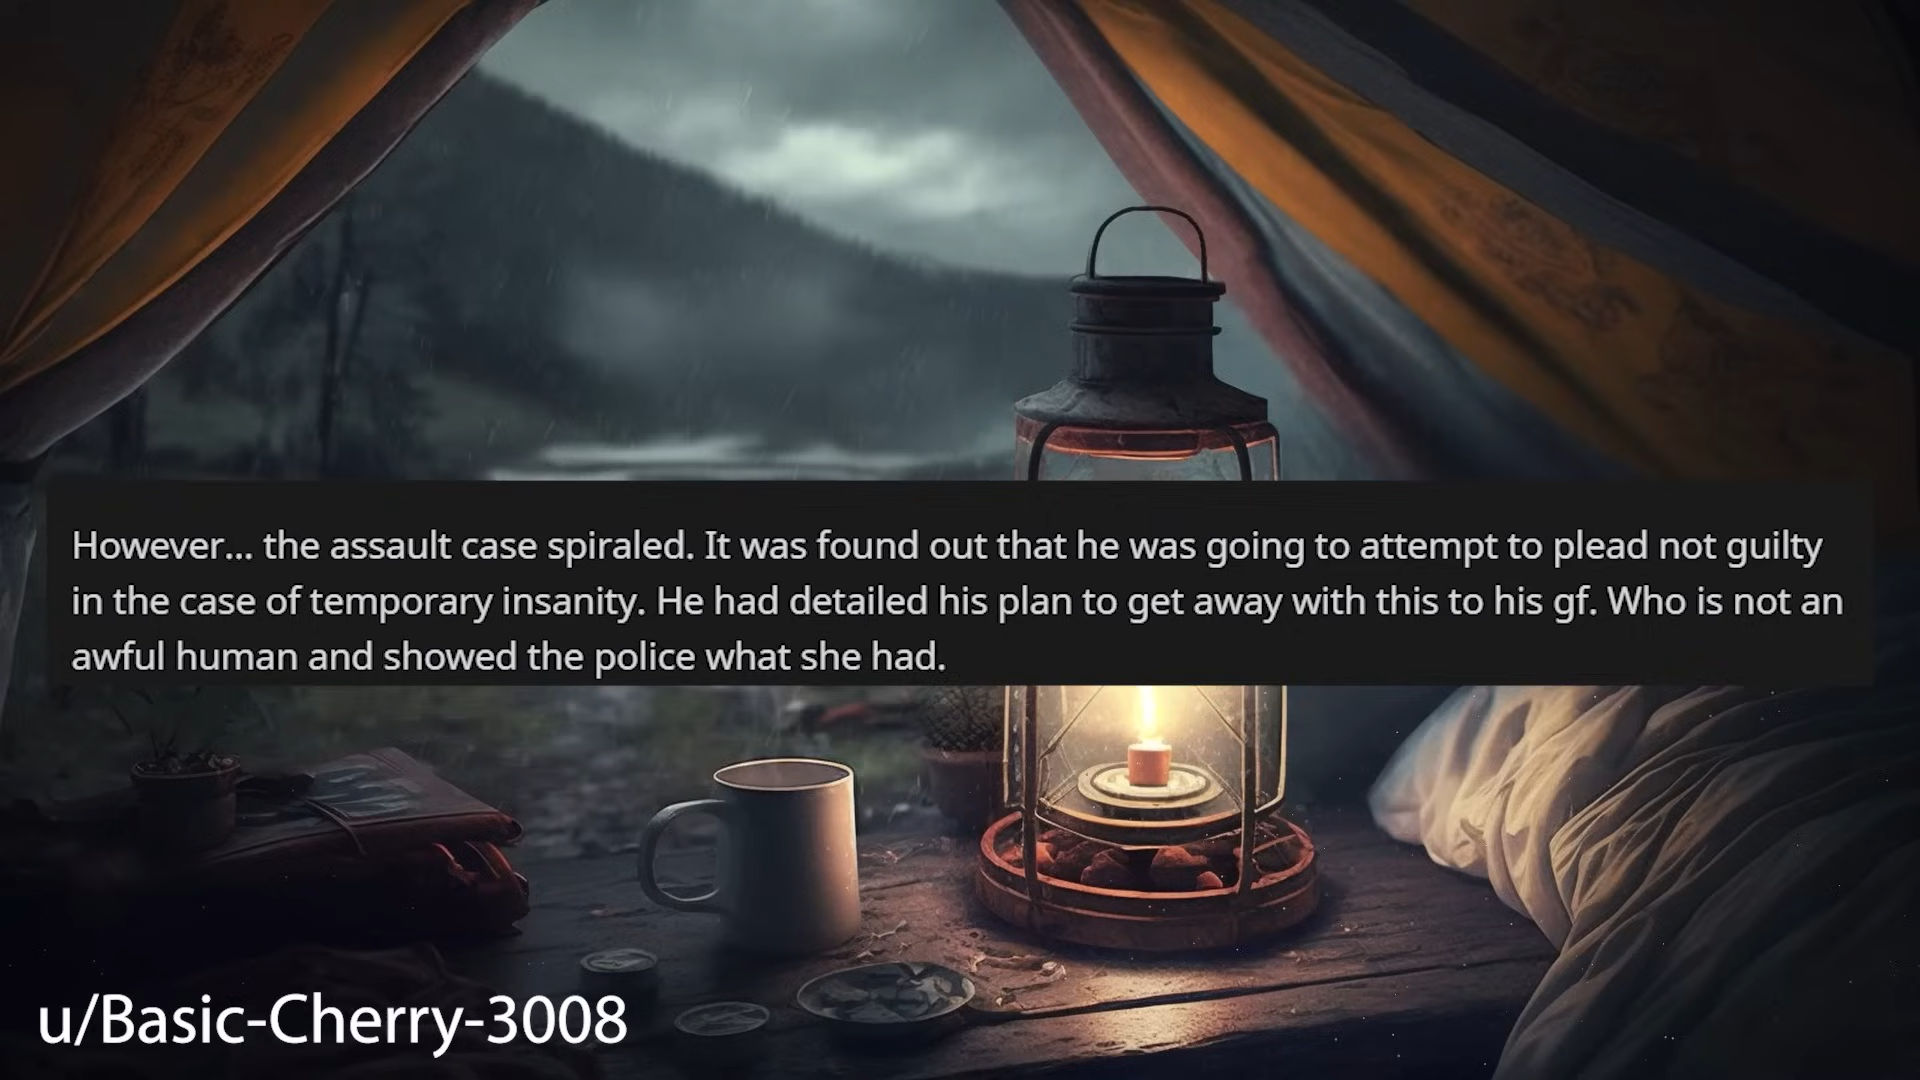 However... the assault case spiraled. It was found out that he was going to attempt to plead not guilty
in the case of temporary insanity. He had detailed his plan to get away with this to his gf. Who is not an
awful human and showed the police what she had.
u/Basic-Cherry-3008